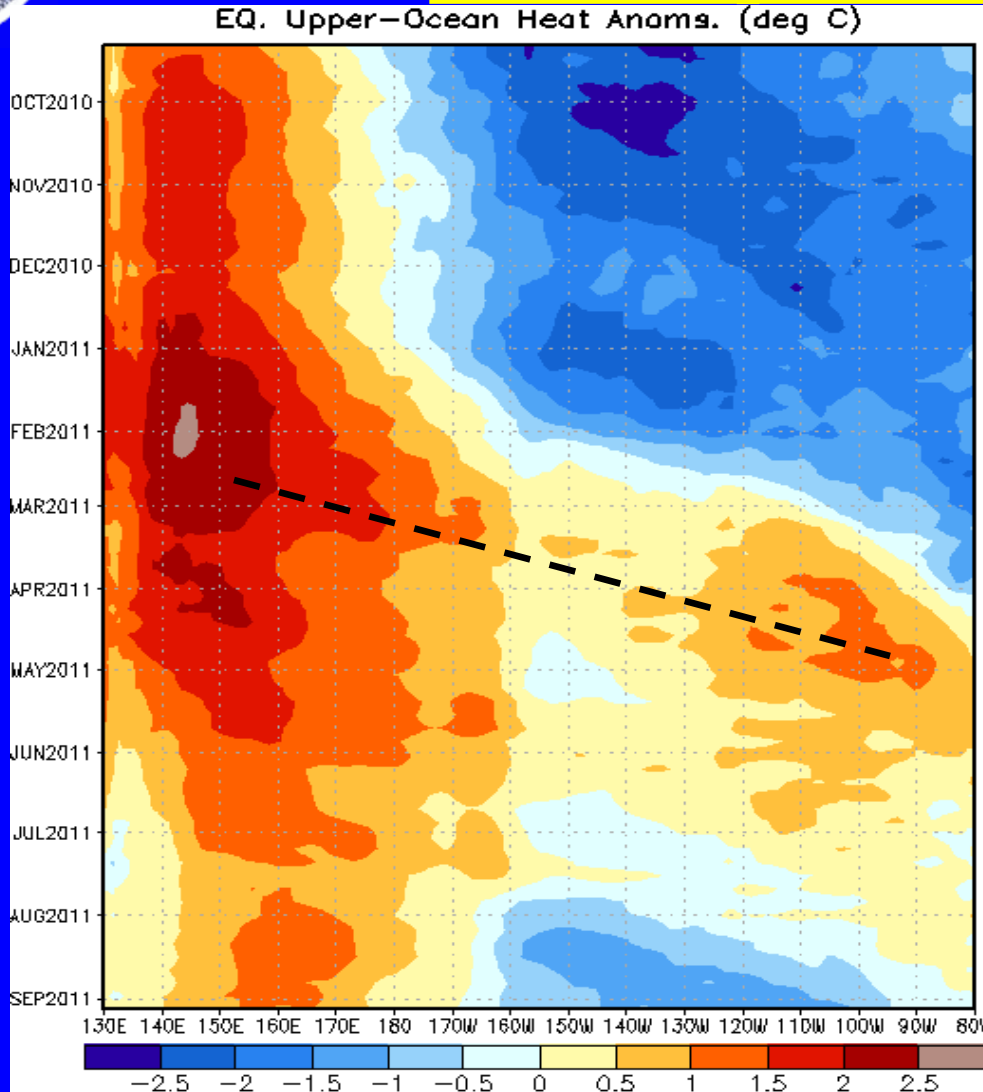 EQ. Upper-Ocean Heat Anoms. (deg C)
OCT2010
NOV2010
DEC2010
JAN2011
FEB2011
MAR2011
APR2011
MAY2011
JUN2011
JUL2011
AUG2011
SEP2011
130E 140E 150E 160E 170E 180 170W 160W 150W 140W 130W 120W 110W 100W 90W 80W
-2.5 -2 -1.5 -1 -0.5 0 0.5 1 1.5 2 2.5